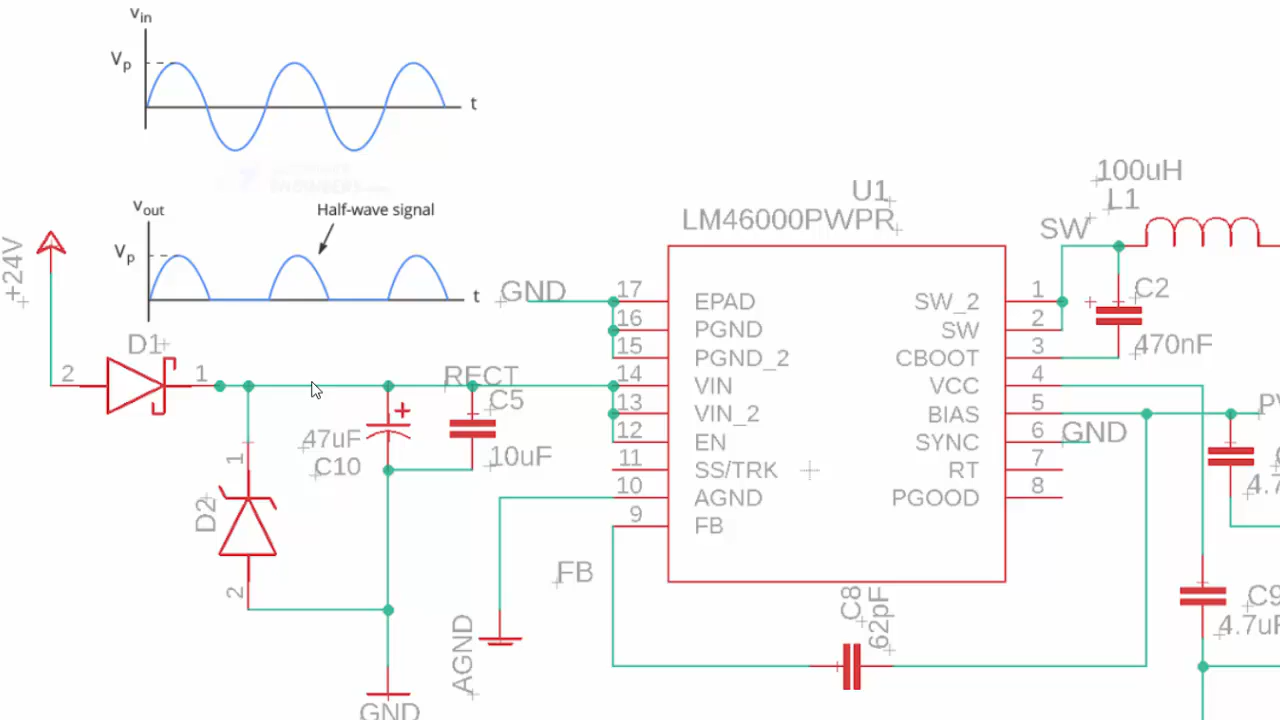 vin
Vp
t
vout
Half-wave signal
Vp
t
+24V
D1
2
1
RECT
C5
47uF
C10
10uF
1
D2
2
GND
AGND
GND
U1
LM46000PWPR
17 EPAD SW_2 1
16 PGND SW 2
15 PGND_2 CBOOT 3
14 VIN VCC 4
13 VIN_2 BIAS 5
12 EN SYNC 6
11 SS/TRK RT 7
10 AGND PGOOD 8
9 FB
FB
C8
62pF
100uH
L1
SW
C2
470nF
GND
C9